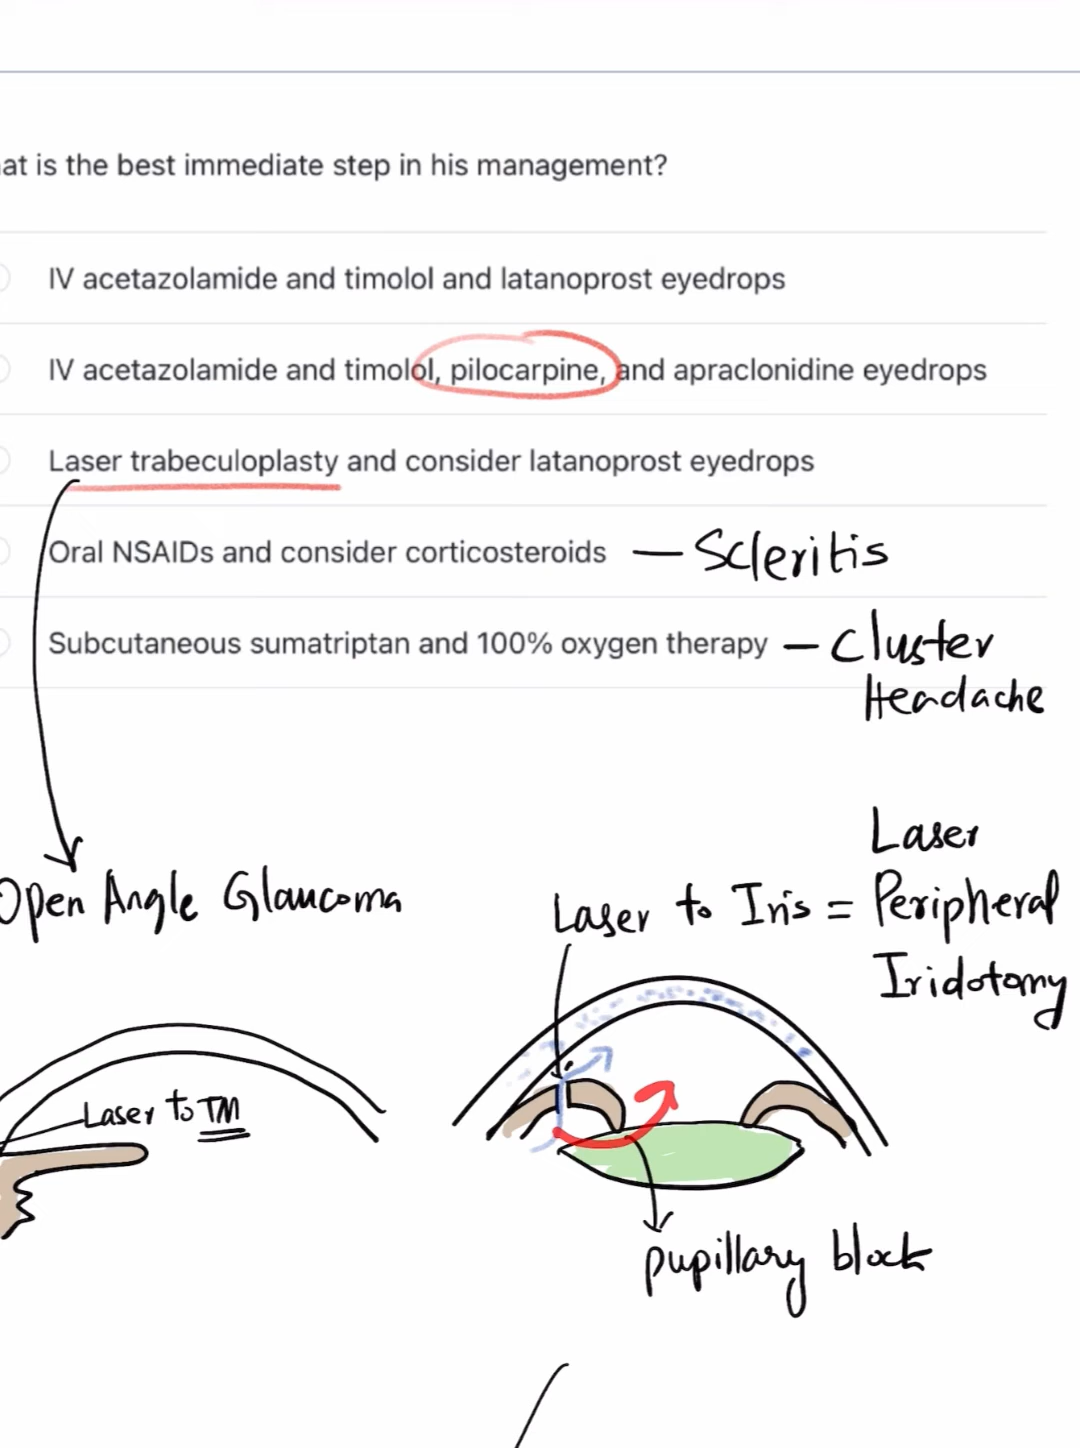 at is the best immediate step in his management?
IV acetazolamide and timolol and latanoprost eyedrops
IV acetazolamide and timolol, pilocarpine, and apraclonidine eyedrops
Laser trabeculoplasty and consider latanoprost eyedrops
Oral NSAIDs and consider corticosteroids — Scleritis
Subcutaneous sumatriptan and 100% oxygen therapy — Cluster
Headache
Open Angle Glaucoma
Laser to Iris = Laser
Peripheral
Iridotomy
Laser to TM
pupillary block